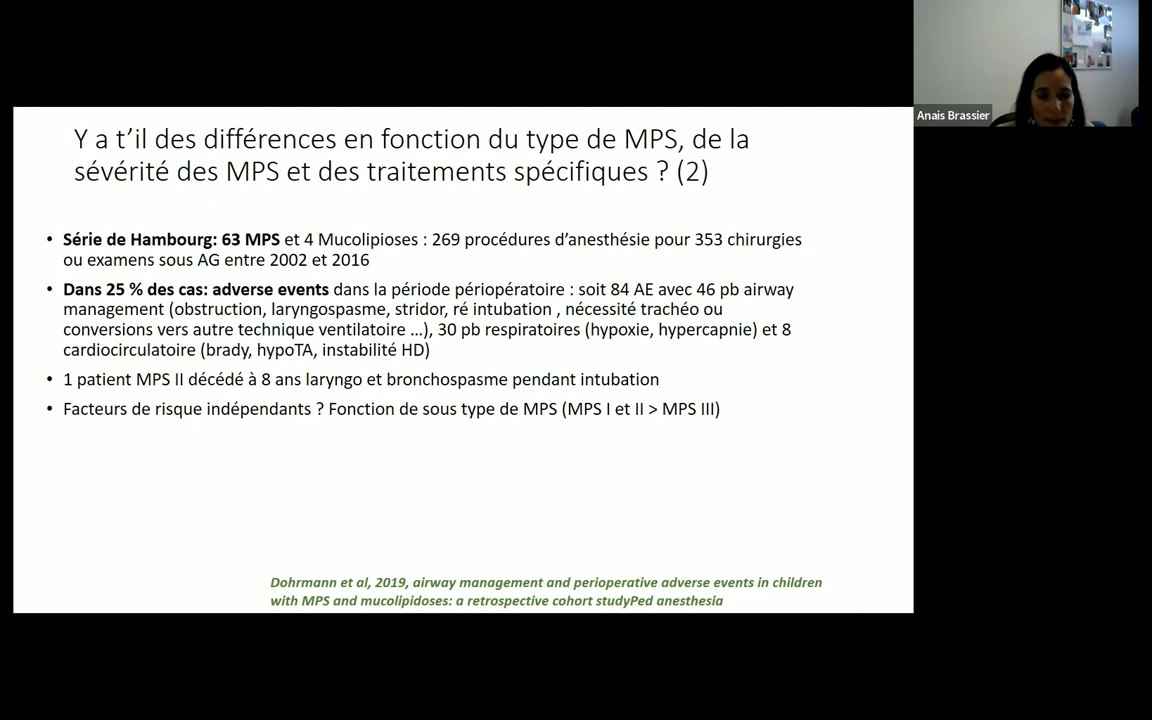 Anais Brassier
Y a t'il des différences en fonction du type de MPS, de la
sévérité des MPS et des traitements spécifiques ? (2)
• Série de Hambourg: 63 MPS et 4 Mucolipioses : 269 procédures d'anesthésie pour 353 chirurgies
ou examens sous AG entre 2002 et 2016
• Dans 25 % des cas: adverse events dans la période périopératoire : soit 84 AE avec 46 pb airway
management (obstruction, laryngospasme, stridor, ré intubation , nécessité trachéo ou
conversions vers autre technique ventilatoire ...), 30 pb respiratoires (hypoxie, hypercapnie) et 8
cardiocirculatoire (brady, hypoTA, instabilité HD)
• 1 patient MPS II décédé à 8 ans laryngo et bronchospasme pendant intubation
• Facteurs de risque indépendants ? Fonction de sous type de MPS (MPS I et II > MPS III)
Dohrmann et al, 2019, airway management and perioperative adverse events in children
with MPS and mucolipidoses: a retrospective cohort studyPed anesthesia